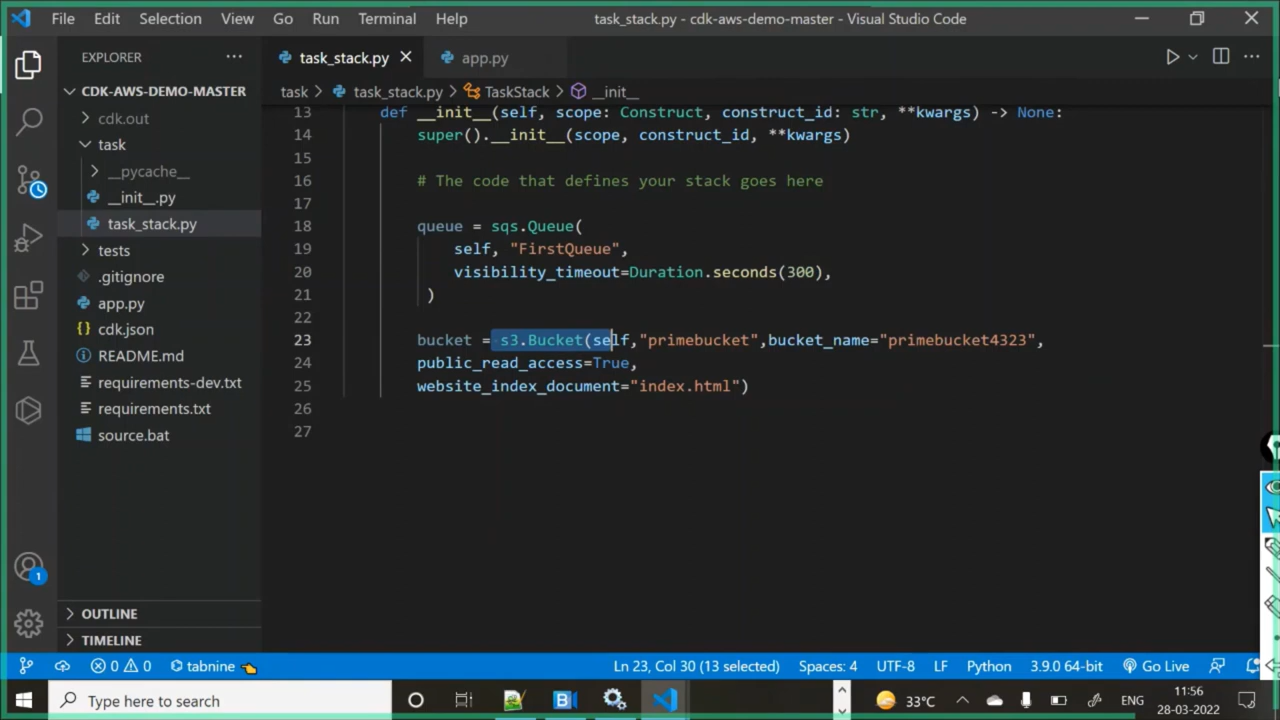 File Edit Selection View Go Run Terminal Help task_stack.py - cdk-aws-demo-master - Visual Studio Code
EXPLORER
task_stack.py
app.py
CDK-AWS-DEMO-MASTER
cdk.out
task
__pycache__
__init__.py
task_stack.py
tests
.gitignore
app.py
cdk.json
README.md
requirements-dev.txt
requirements.txt
source.bat
OUTLINE
TIMELINE
task > task_stack.py > TaskStack > __init__
13 def __init__(self, scope: Construct, construct_id: str, **kwargs) -> None:
14 super().__init__(scope, construct_id, **kwargs)
15
16 # The code that defines your stack goes here
17
18 queue = sqs.Queue(
19 self, "FirstQueue",
20 visibility_timeout=Duration.seconds(300),
21 )
22
23 bucket = s3.Bucket(self,"primebucket",bucket_name="primebucket4323",
24 public_read_access=True,
25 website_index_document="index.html")
26
27
1
0 0 tabnine Ln 23, Col 30 (13 selected) Spaces: 4 UTF-8 LF Python 3.9.0 64-bit Go Live
Type here to search
33°C
ENG
11:56
28-03-2022